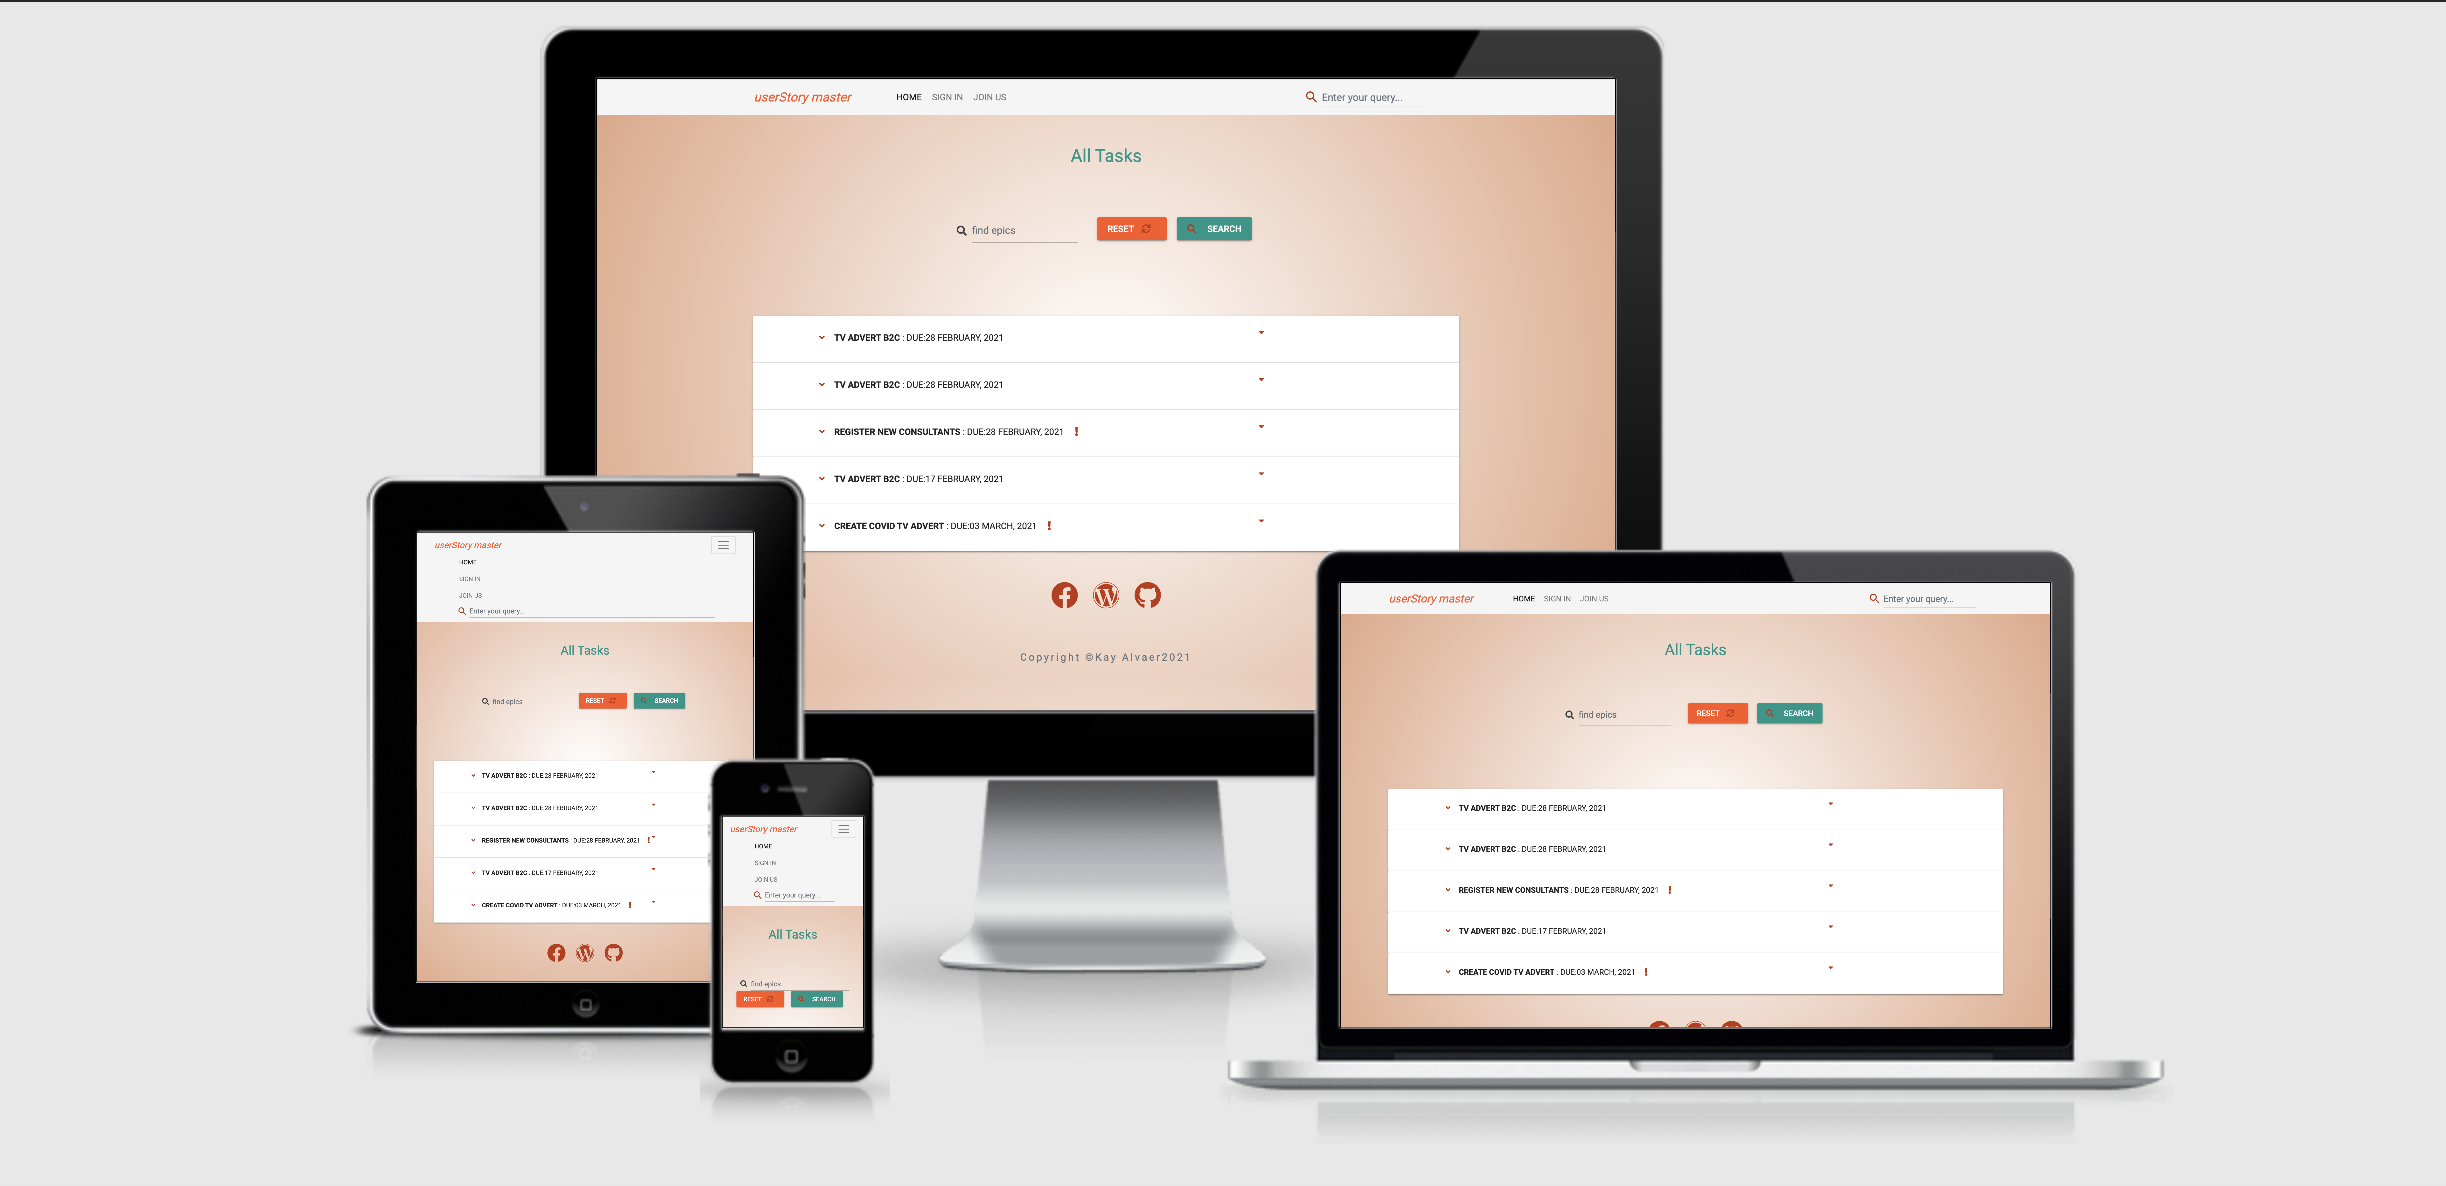 userStory master HOME SIGN IN JOIN US Enter your query...
All Tasks
find epics RESET SEARCH
TV ADVERT B2C : DUE:28 FEBRUARY, 2021
TV ADVERT B2C : DUE:28 FEBRUARY, 2021
REGISTER NEW CONSULTANTS : DUE:28 FEBRUARY, 2021 !
TV ADVERT B2C : DUE:17 FEBRUARY, 2021
CREATE COVID TV ADVERT : DUE:03 MARCH, 2021 !
Copyright ©Kay Alvaer2021
userStory master
HOME
SIGN IN
JOIN US
Enter your query...
All Tasks
find epics RESET SEARCH
TV ADVERT B2C : DUE:28 FEBRUARY, 2021
TV ADVERT B2C : DUE:28 FEBRUARY, 2021
REGISTER NEW CONSULTANTS : DUE:28 FEBRUARY, 2021 !
TV ADVERT B2C : DUE:17 FEBRUARY, 2021
CREATE COVID TV ADVERT : DUE:03 MARCH, 2021 !
userStory master
HOME
SIGN IN
JOIN US
Enter your query...
All Tasks
find epics
RESET SEARCH
userStory master HOME SIGN IN JOIN US Enter your query...
All Tasks
find epics RESET SEARCH
TV ADVERT B2C : DUE:28 FEBRUARY, 2021
TV ADVERT B2C : DUE:28 FEBRUARY, 2021
REGISTER NEW CONSULTANTS : DUE:28 FEBRUARY, 2021 !
TV ADVERT B2C : DUE:17 FEBRUARY, 2021
CREATE COVID TV ADVERT : DUE:03 MARCH, 2021 !